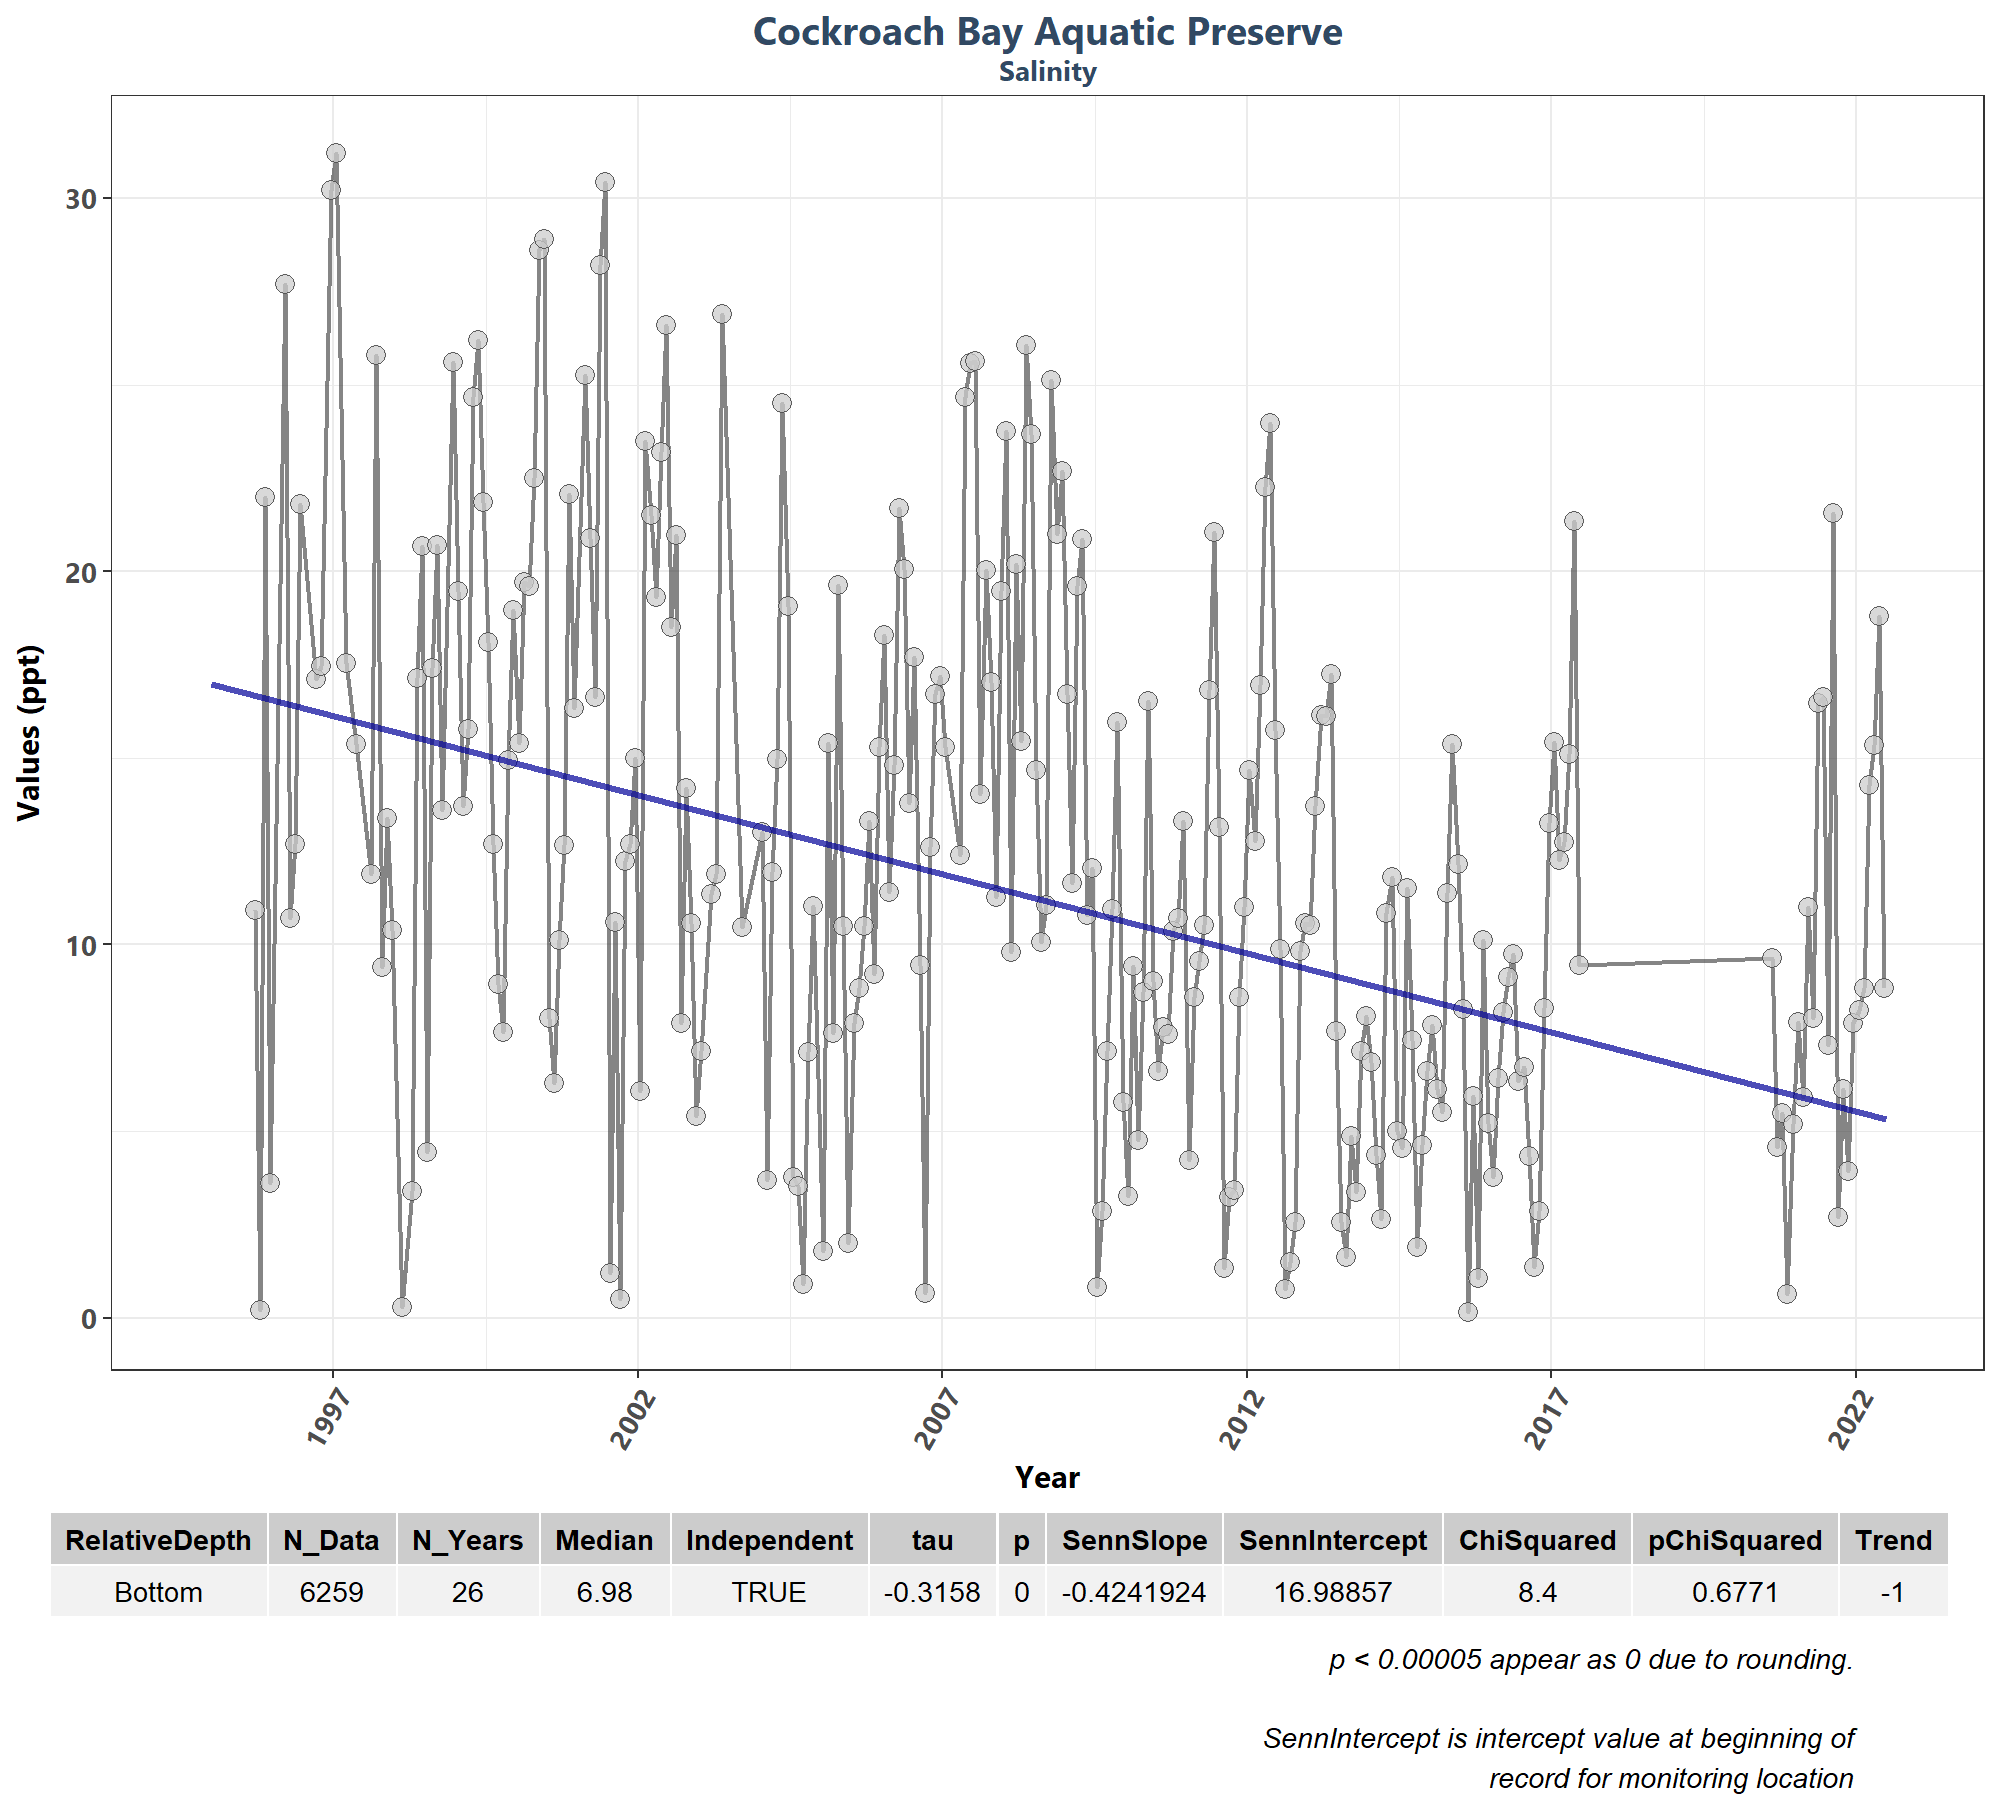 Cockroach Bay Aquatic Preserve
Salinity
Values (ppt)
30
20
10
0
1997 2002 2007 2012 2017 2022
Year
RelativeDepth N_Data N_Years Median Independent tau p SennSlope SennIntercept ChiSquared pChiSquared Trend
Bottom 6259 26 6.98 TRUE -0.3158 0 -0.4241924 16.98857 8.4 0.6771 -1
p < 0.00005 appear as 0 due to rounding.
SennIntercept is intercept value at beginning of
record for monitoring location